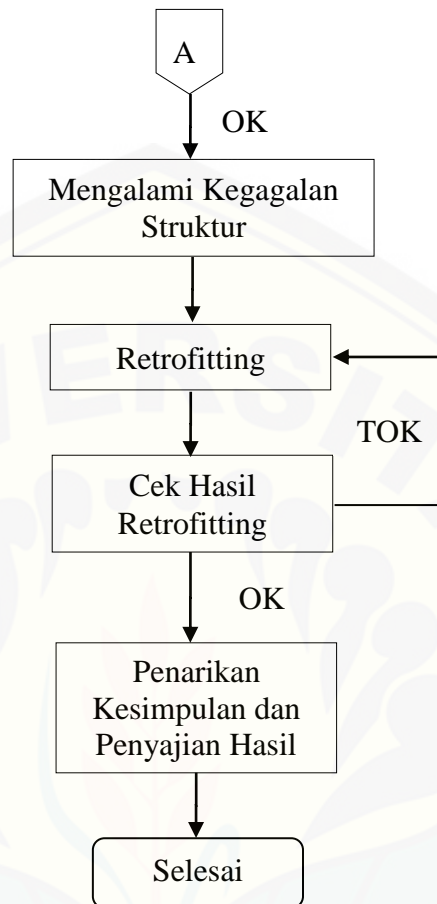 A
OK
Mengalami Kegagalan
Struktur
Retrofitting
TOK
Cek Hasil
Retrofitting
OK
Penarikan
Kesimpulan dan
Penyajian Hasil
Selesai